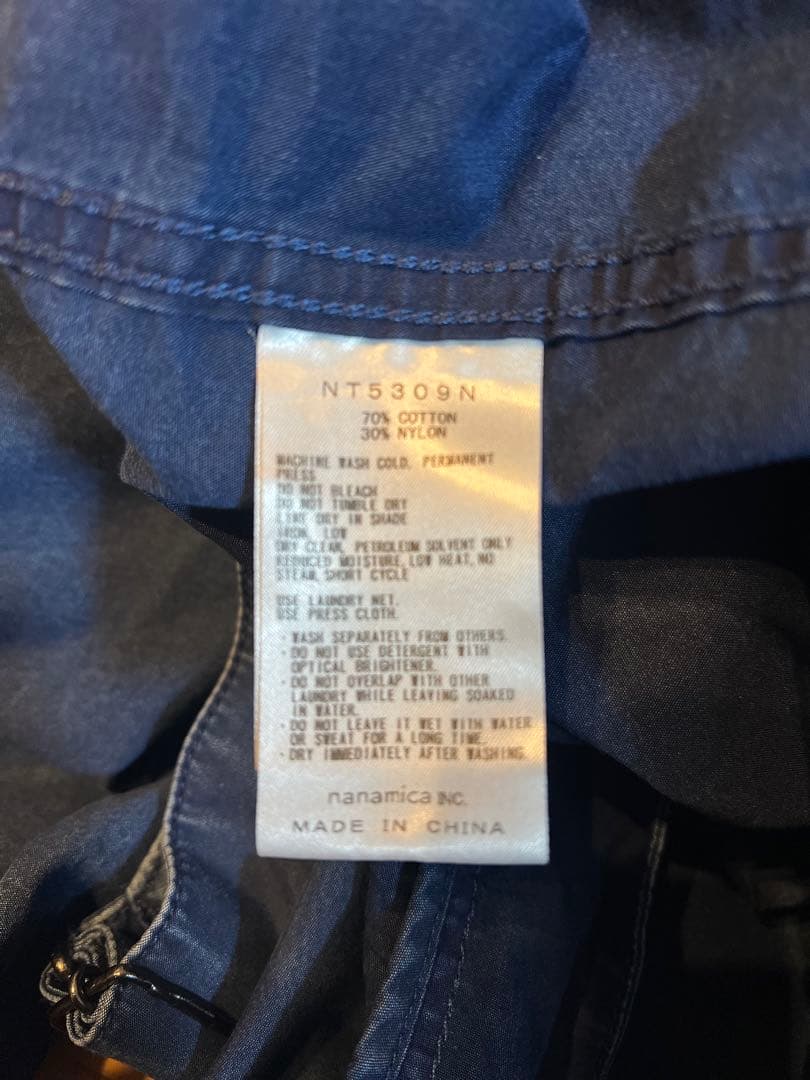 NT5309N
70% COTTON
30% NYLON
MACHINE WASH COLD, PERMANENT
PRESS
DO NOT BLEACH
DO NOT TUMBLE DRY
LINE DRY IN SHADE
IRON, LOW
DRY CLEAN, PETROLEUM SOLVENT ONLY
REDUCED MOISTURE, LOW HEAT, NO
STEAM, SHORT CYCLE
USE LAUNDRY NET.
USE PRESS CLOTH.
・WASH SEPARATELY FROM OTHERS.
・DO NOT USE DETERGENT WITH
OPTICAL BRIGHTENER.
・DO NOT OVERLAP WITH OTHER
LAUNDRY WHILE LEAVING SOAKED
IN WATER.
・DO NOT LEAVE IT WET WITH WATER
OR SWEAT FOR A LONG TIME.
・DRY IMMEDIATELY AFTER WASHING.
nanamica INC.
MADE IN CHINA